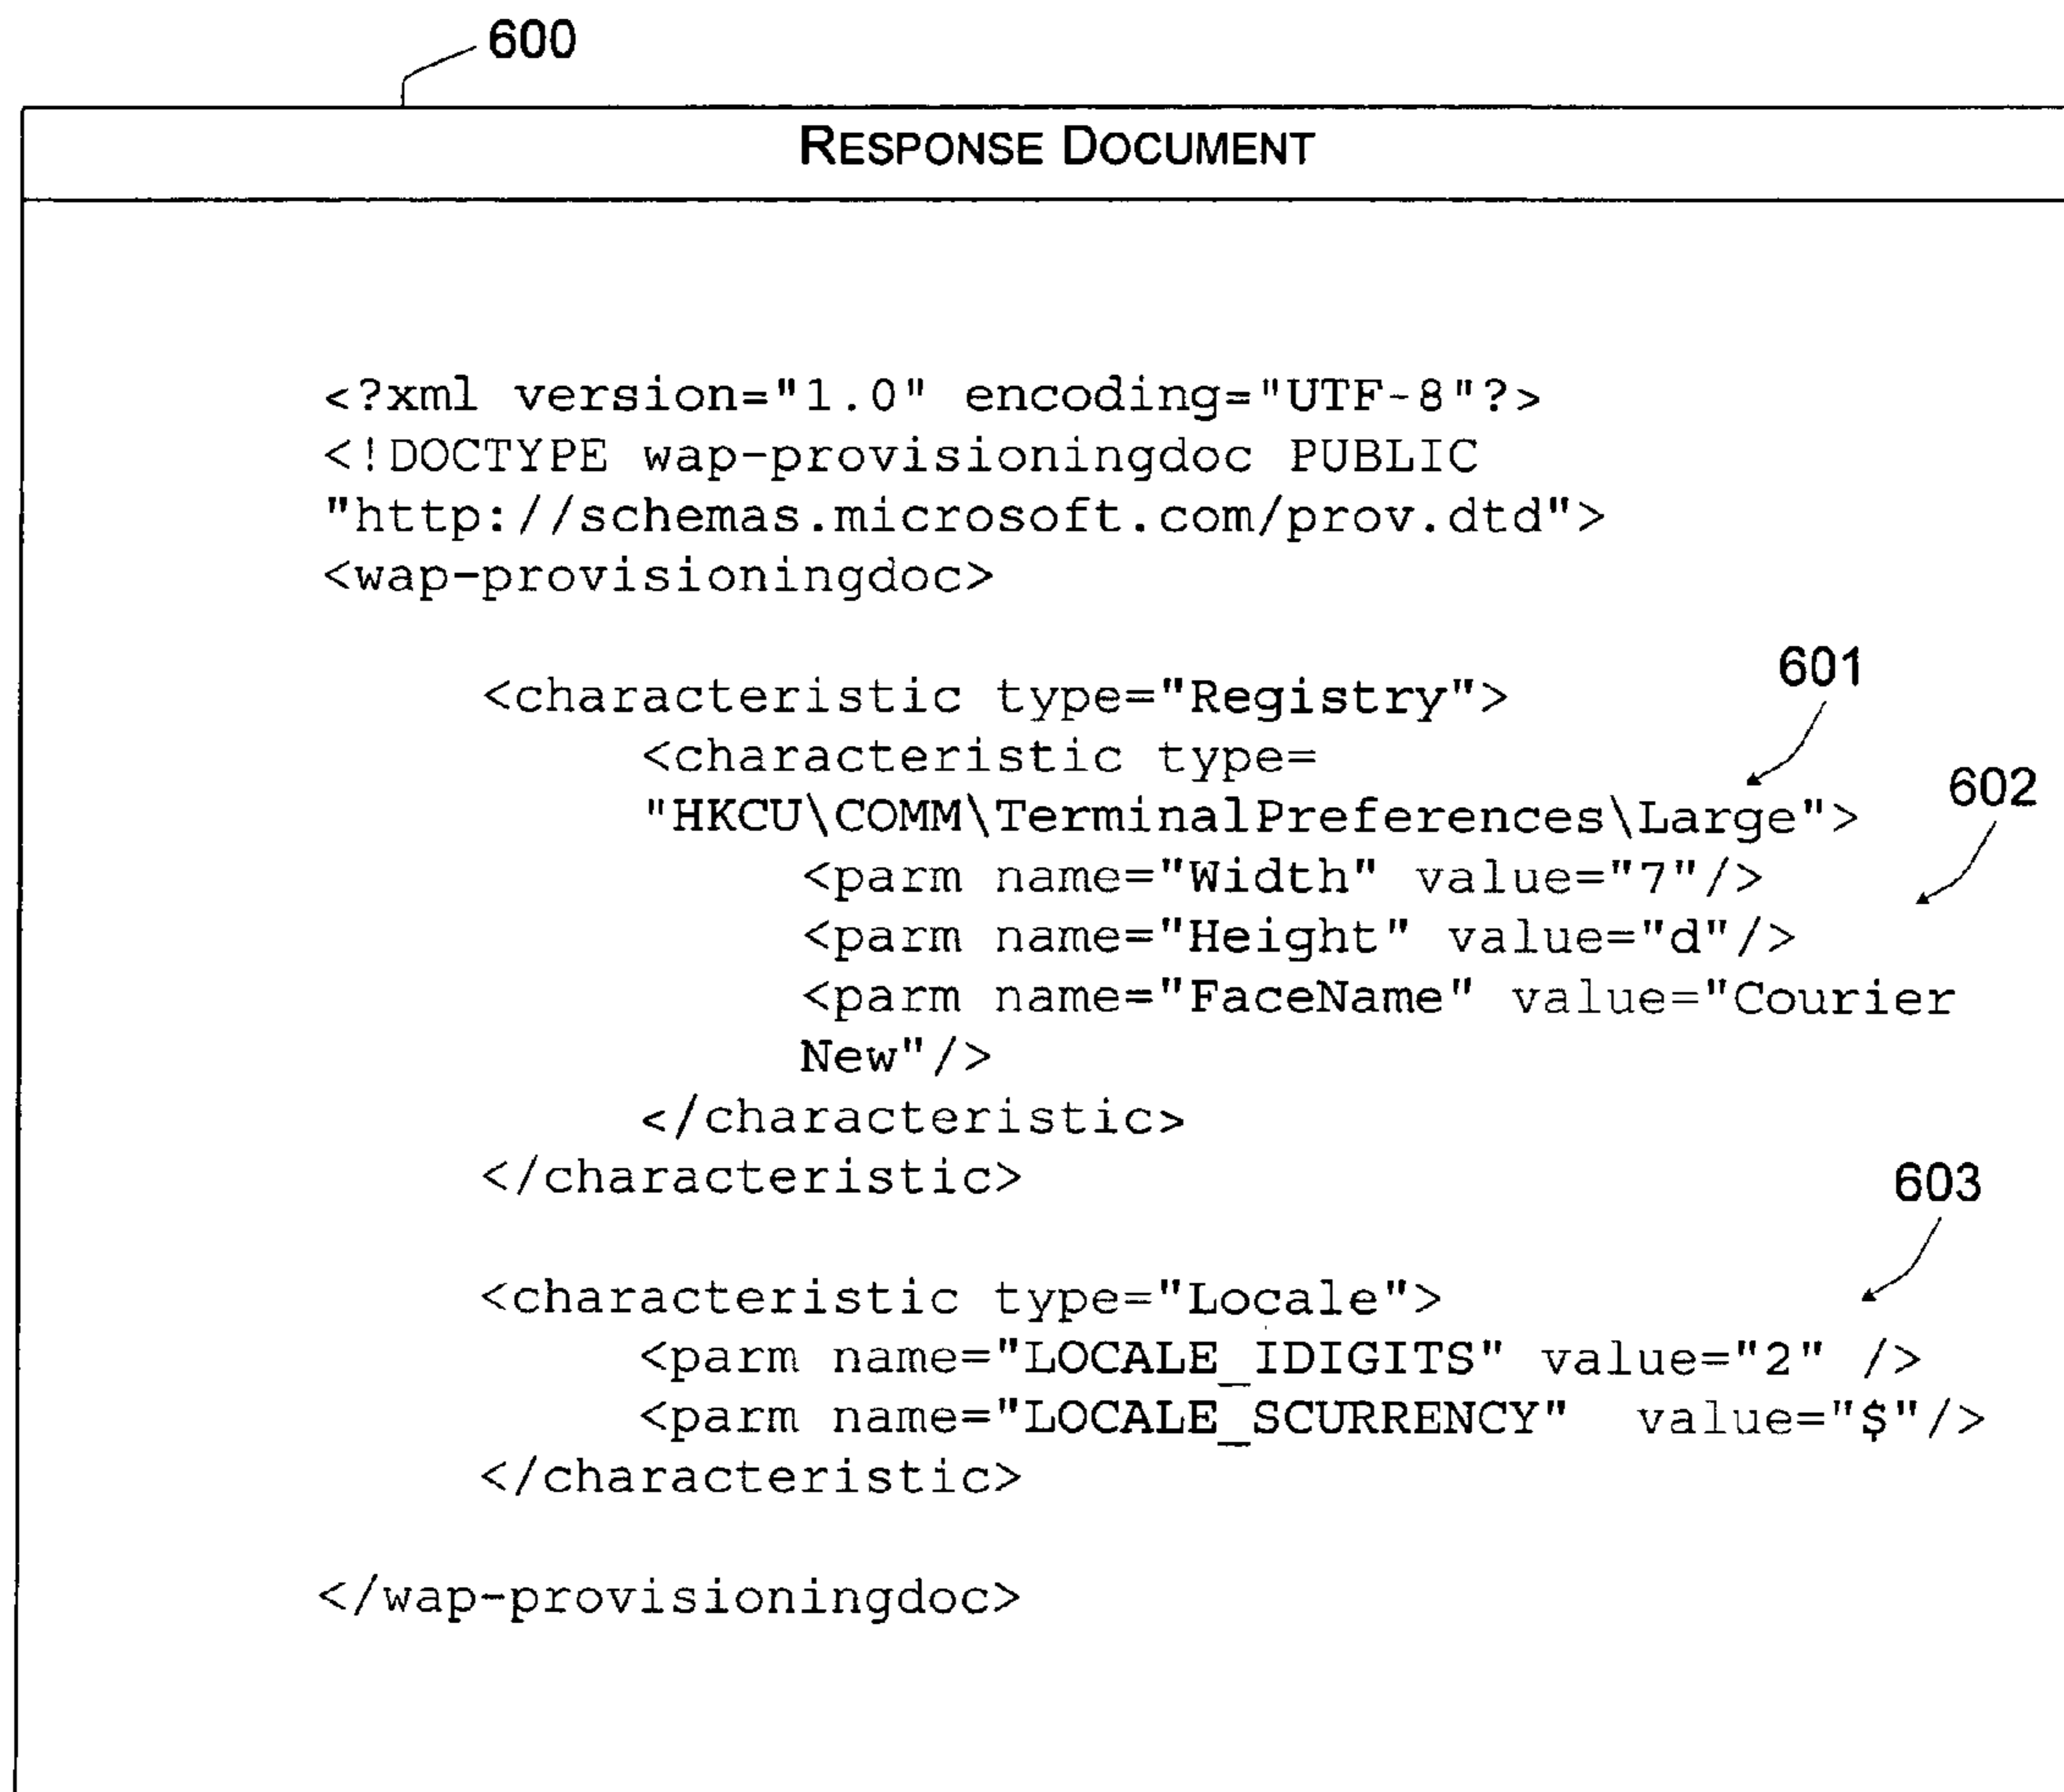 600
RESPONSE DOCUMENT
<?xml version="1.0" encoding="UTF-8"?>
<!DOCTYPE wap-provisioningdoc PUBLIC
"http://schemas.microsoft.com/prov.dtd">
<wap-provisioningdoc>
601
<characteristic type="Registry">
<characteristic type=
602
"HKCU\COMM\TerminalPreferences\Large">
<parm name="Width" value="7"/>
<parm name="Height" value="d"/>
<parm name="FaceName" value="Courier
New"/>
</characteristic>
</characteristic>
603
<characteristic type="Locale">
<parm name="LOCALE_IDIGITS" value="2" />
<parm name="LOCALE_SCURRENCY"  value="$"/>
</characteristic>
</wap-provisioningdoc>